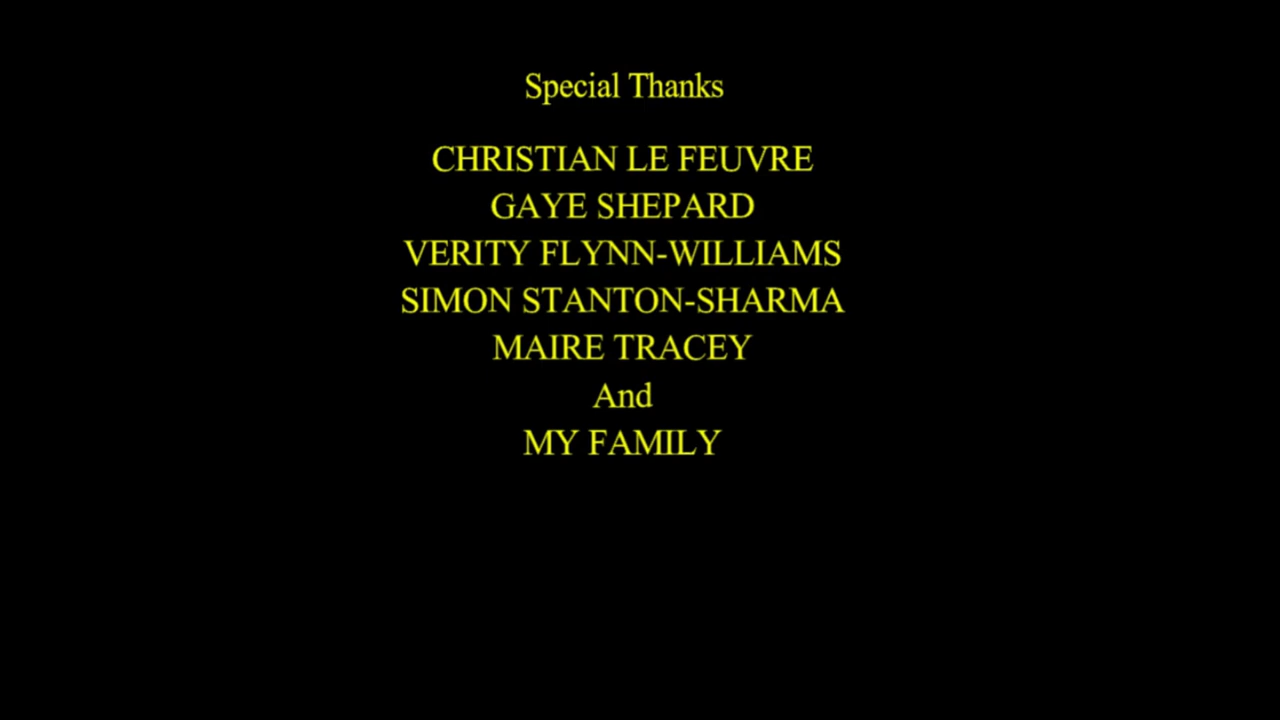 Special Thanks
CHRISTIAN LE FEUVRE
GAYE SHEPARD
VERITY FLYNN-WILLIAMS
SIMON STANTON-SHARMA
MAIRE TRACEY
And
MY FAMILY